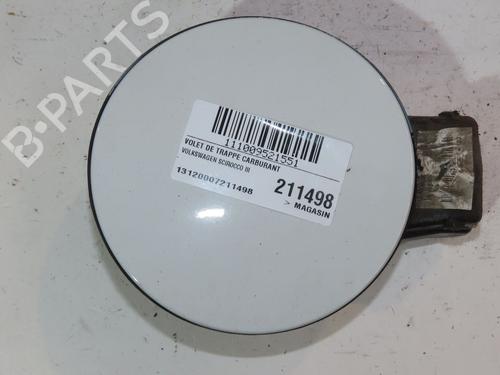 B-PARTS
111009521551
VOLET DE TRAPPE CARBURANT
VOLKSWAGEN SCIROCCO III
13120007211498
211498
> MAGASIN